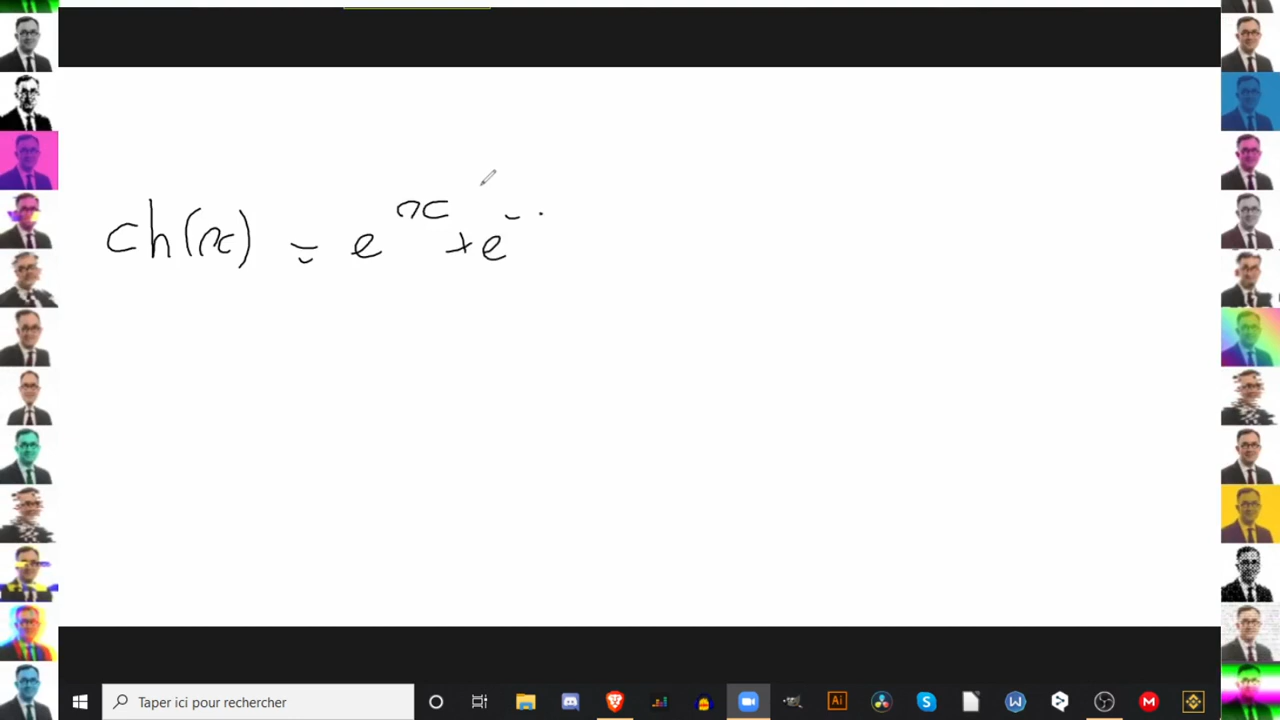 ch(x) = e^x + e^-
Taper ici pour rechercher